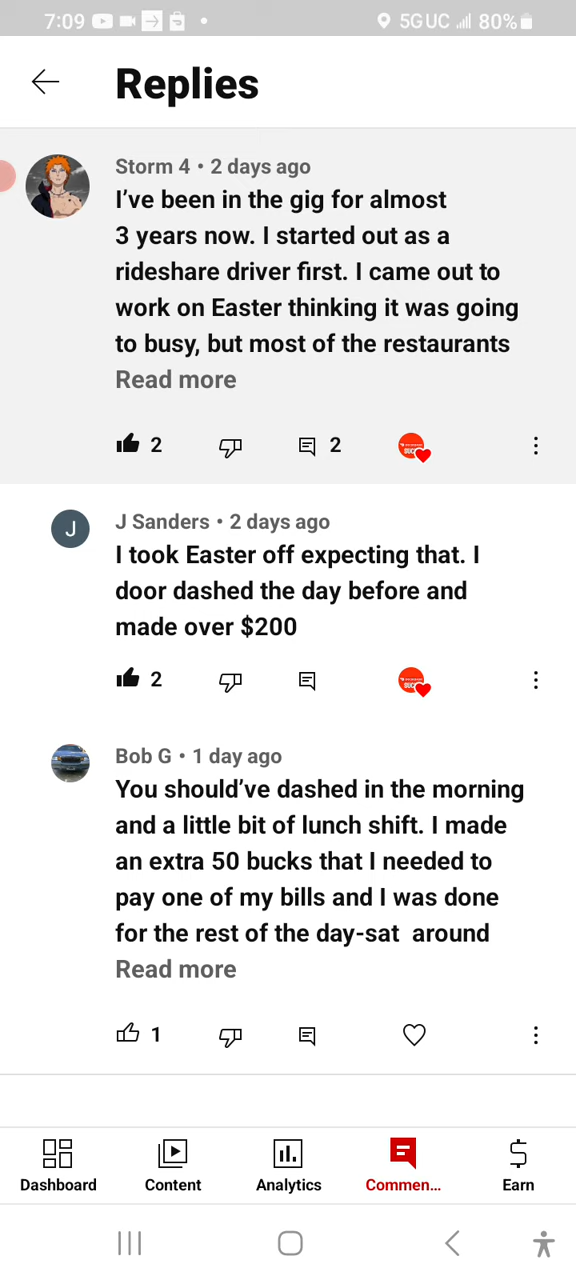 7:09
5G UC 80%
Replies
Storm 4 • 2 days ago
I’ve been in the gig for almost
3 years now. I started out as a
rideshare driver first. I came out to
work on Easter thinking it was going
to busy, but most of the restaurants
Read more
2 2
J
J Sanders • 2 days ago
I took Easter off expecting that. I
door dashed the day before and
made over $200
2
Bob G • 1 day ago
You should’ve dashed in the morning
and a little bit of lunch shift. I made
an extra 50 bucks that I needed to
pay one of my bills and I was done
for the rest of the day-sat around
Read more
1
Dashboard Content Analytics Commen... Earn